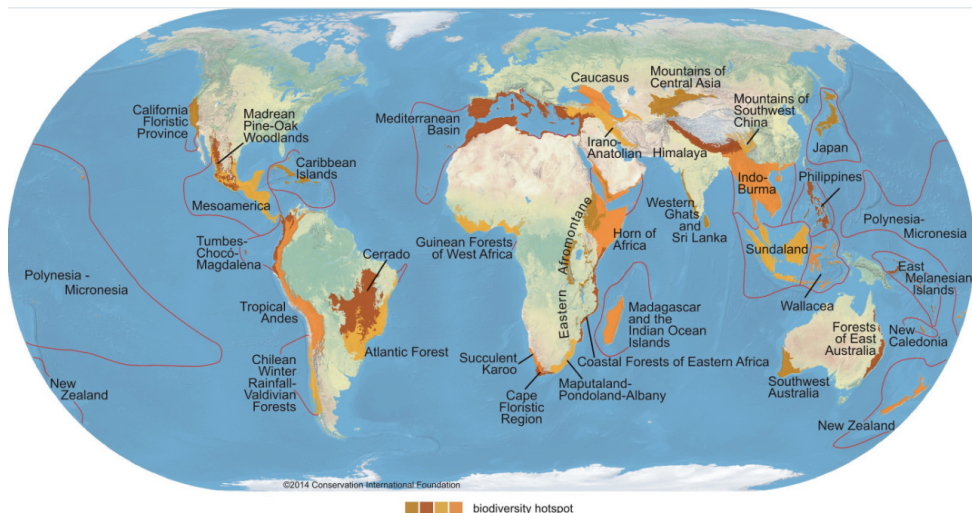 California
Floristic
Province
Madrean
Pine-Oak
Woodlands
Caribbean
Islands
Mesoamerica
Tumbes-
Chocó-
Magdalena
Polynesia -
Micronesia
Tropical
Andes
Cerrado
Atlantic Forest
Chilean
Winter
Rainfall-
Valdivian
Forests
New
Zealand
Mediterranean
Basin
Caucasus
Irano-
Anatolian
Mountains of
Central Asia
Mountains of
Southwest
China
Himalaya
Japan
Indo-
Burma
Philippines
Western
Ghats
and
Sri Lanka
Polynesia-
Micronesia
Guinean Forests
of West Africa
Eastern Afromontane
Horn of
Africa
Sundaland
Wallacea
East
Melanesian
Islands
Madagascar
and the
Indian Ocean
Islands
Coastal Forests of Eastern Africa
Succulent
Karoo
Cape
Floristic
Region
Maputaland-
Pondoland-Albany
Forests
of East
Australia
New
Caledonia
Southwest
Australia
New Zealand
©2014 Conservation International Foundation
biodiversity hotspot